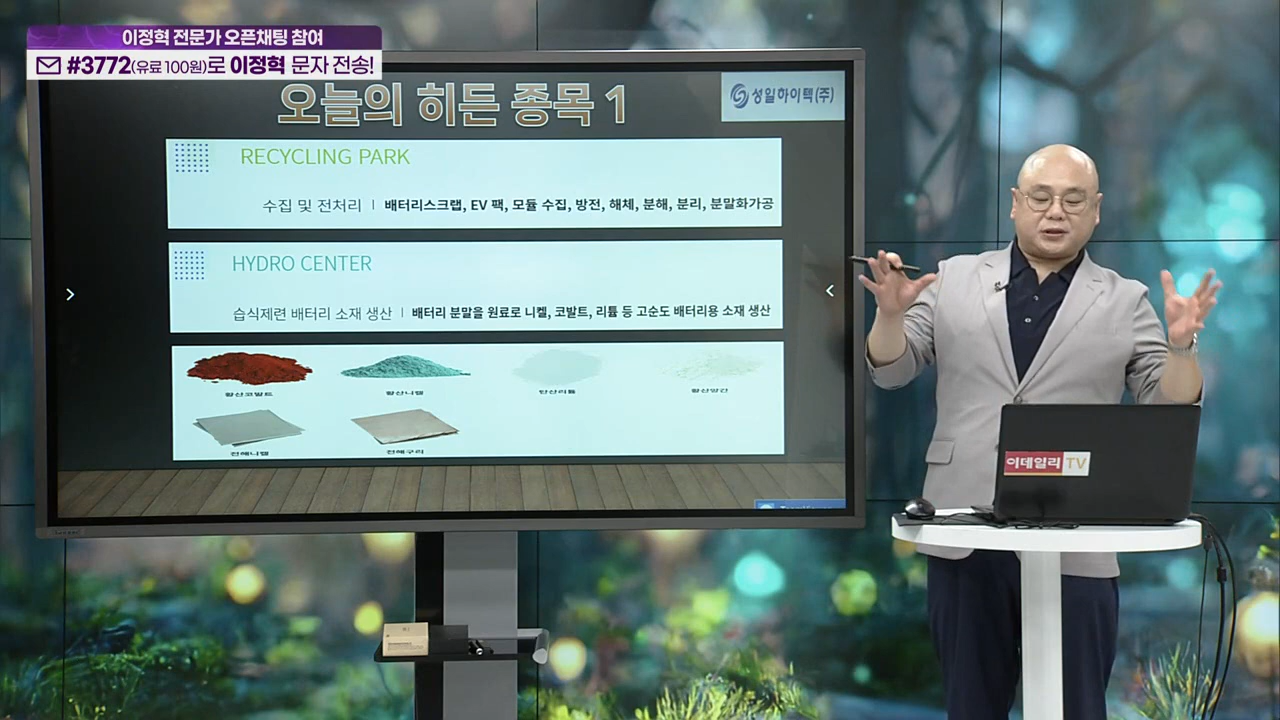 이정혁 전문가 오픈채팅 참여
#3772(유료 100원)로 이정혁 문자 전송!
오늘의 히든 종목 1
성일하이텍(주)
RECYCLING PARK
수집 및 전처리 | 배터리스크랩, EV 팩, 모듈 수집, 방전, 해체, 분해, 분리, 분말화가공
HYDRO CENTER
습식제련 배터리 소재 생산 | 배터리 분말을 원료로 니켈, 코발트, 리튬 등 고순도 배터리용 소재 생산
황산코발트 황산니켈 탄산리튬 황산망간
전해니켈 전해구리
이데일리TV